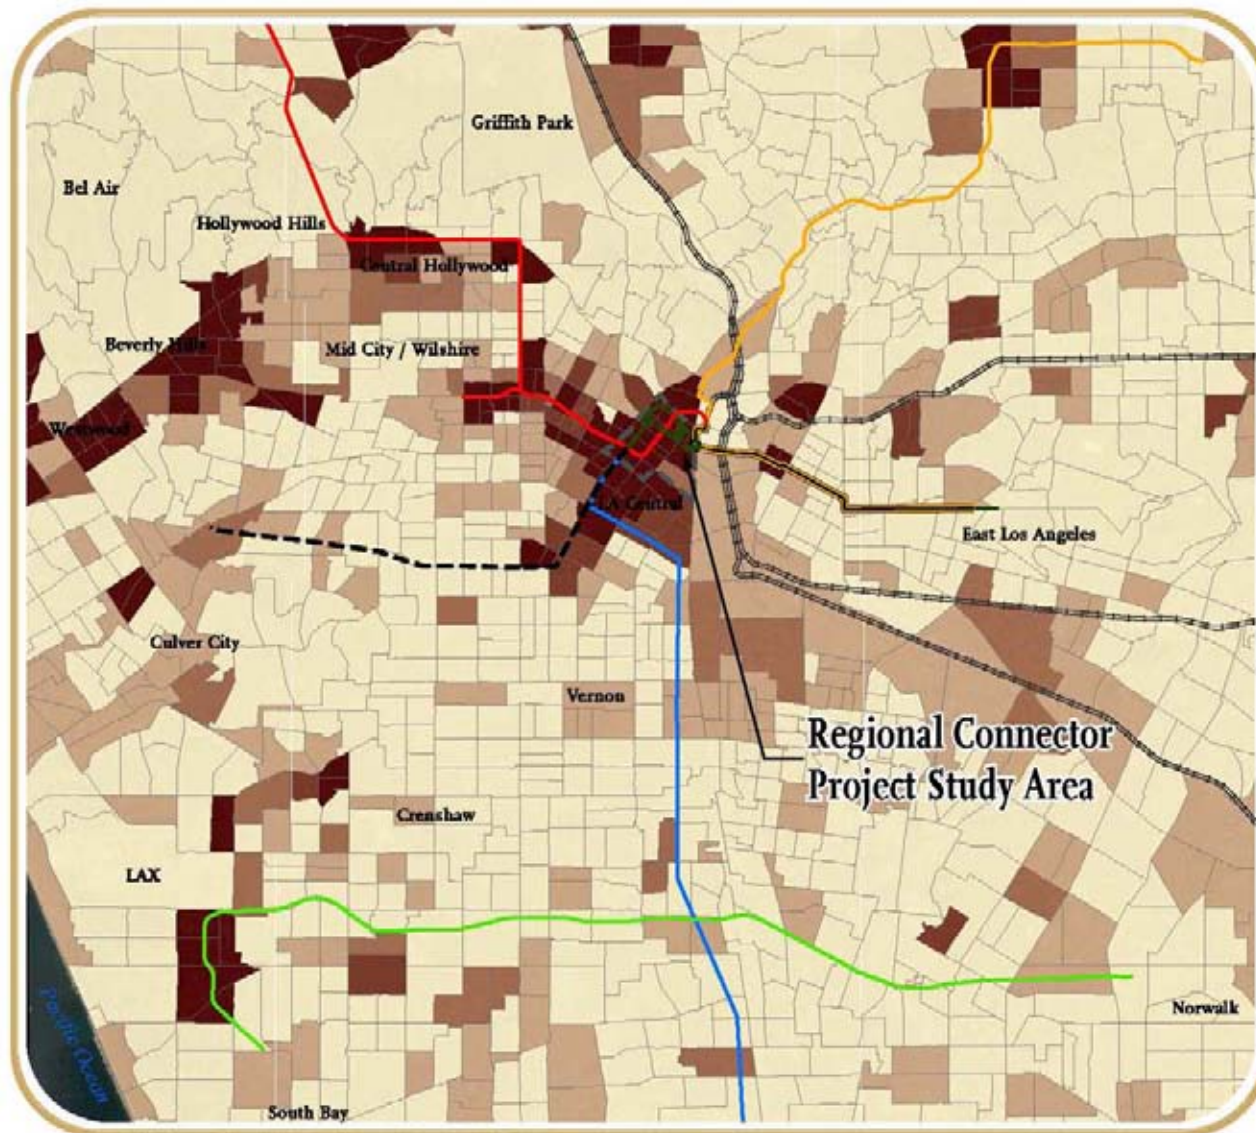 Griffith Park
Bel Air
Hollywood Hills
Central Hollywood
Beverly Hills
Mid City / Wilshire
Westwood
LA Central
East Los Angeles
Culver City
Vernon
Regional Connector
Project Study Area
Crenshaw
LAX
Pacific Ocean
Norwalk
South Bay